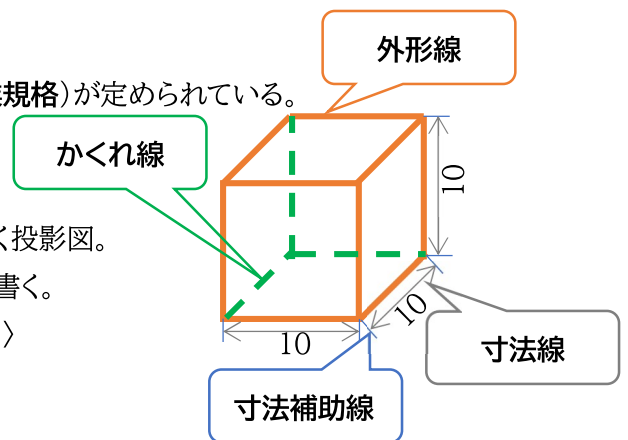 外形線
規格)が定められている。
かくれ線
10
く投影図。
書く。
10
〉
10
寸法線
寸法補助線